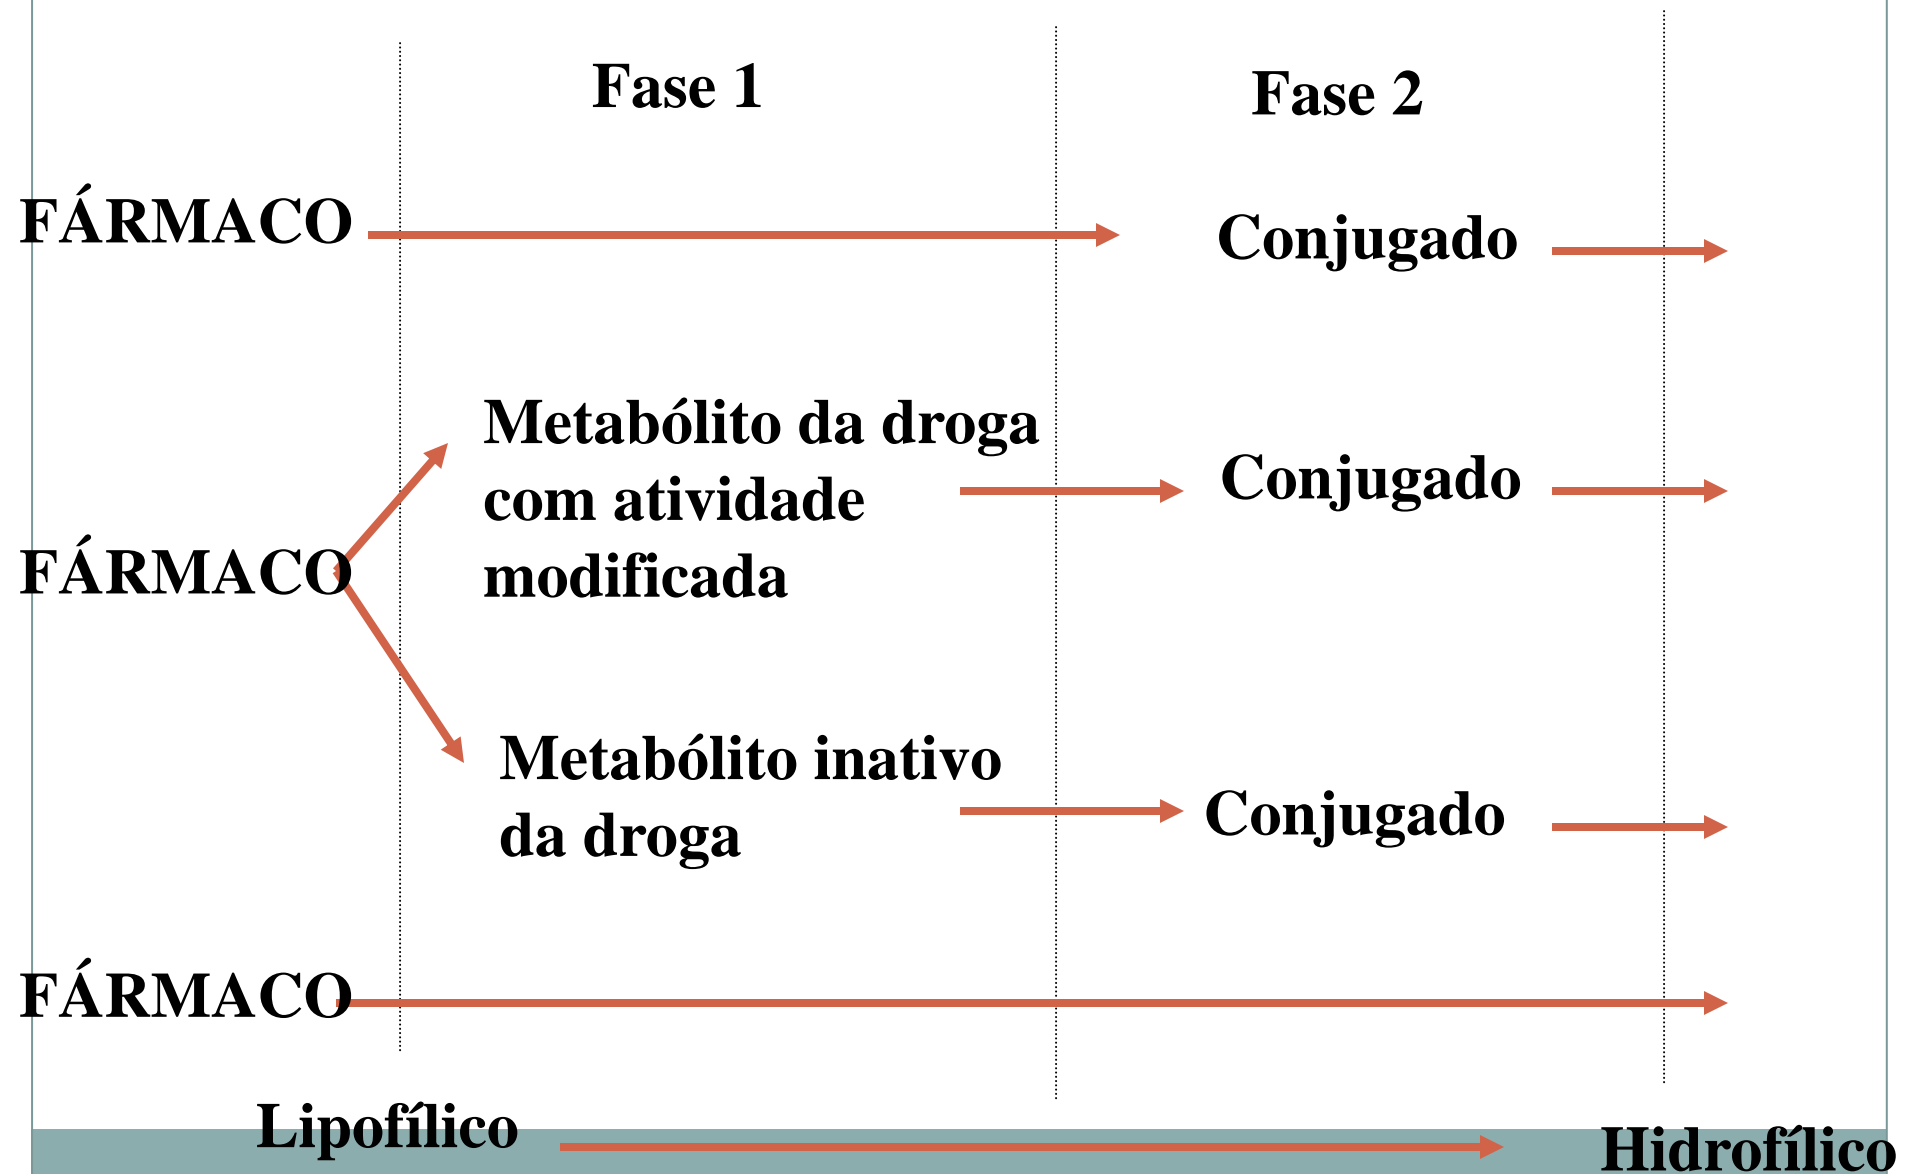 Fase 1
Fase 2
FÁRMACO
Conjugado
Metabólito da droga
com atividade
modificada
Conjugado
FÁRMACO
Metabólito inativo
da droga
Conjugado
FÁRMACO
Lipofílico
Hidrofílico